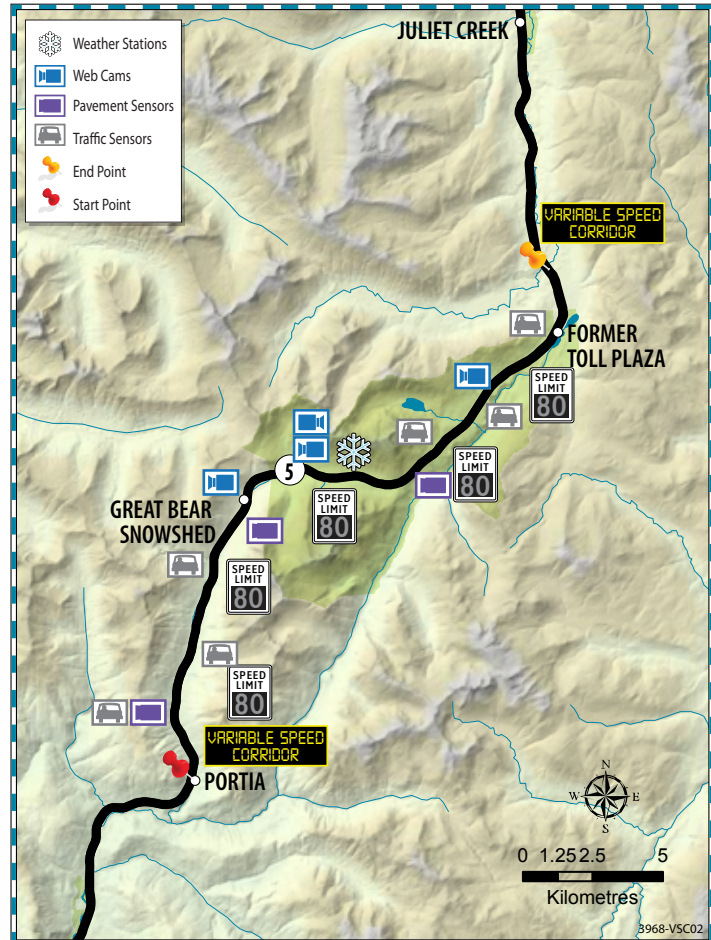 JULIET CREEK
Weather Stations
Web Cams
Pavement Sensors
Traffic Sensors
End Point
Start Point
VARIABLE SPEED
CORRIDOR
FORMER
TOLL PLAZA
SPEED
LIMIT
80
SPEED
LIMIT
80
5
GREAT BEAR
SNOWSHED
SPEED
LIMIT
80
SPEED
LIMIT
80
SPEED
LIMIT
80
VARIABLE SPEED
CORRIDOR
PORTIA
N
W E
S
0 1.25 2.5 5
Kilometres
3968-VSC02